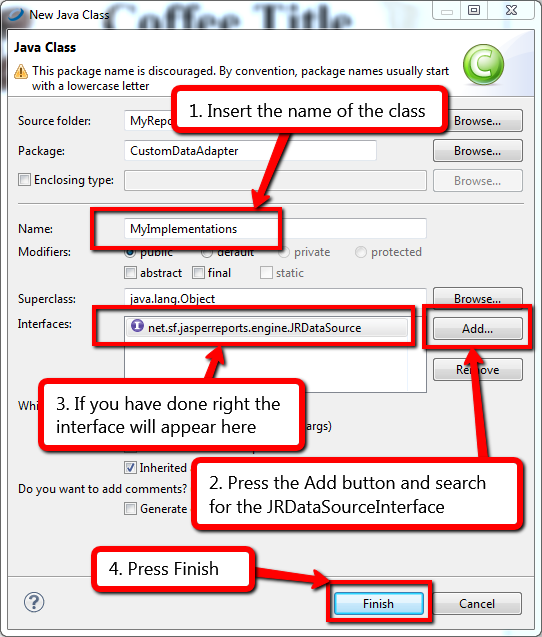 New Java Class
Coffee Title
Java Class
This package name is discouraged. By convention, package names usually start
with a lowercase letter
C
1. Insert the name of the class
Source folder: MyRepo Browse...
Package: CustomDataAdapter Browse...
Enclosing type: Browse...
Name: MyImplementations
Modifiers: public default private protected
abstract final static
Superclass: java.lang.Object Browse...
Interfaces: net.sf.jasperreports.engine.JRDataSource Add...
Remove
3. If you have done right the
interface will appear here
args)
Inherited
2. Press the Add button and search
for the JRDataSourceInterface
Do you want to add comments?
Generate
4. Press Finish
? Finish Cancel